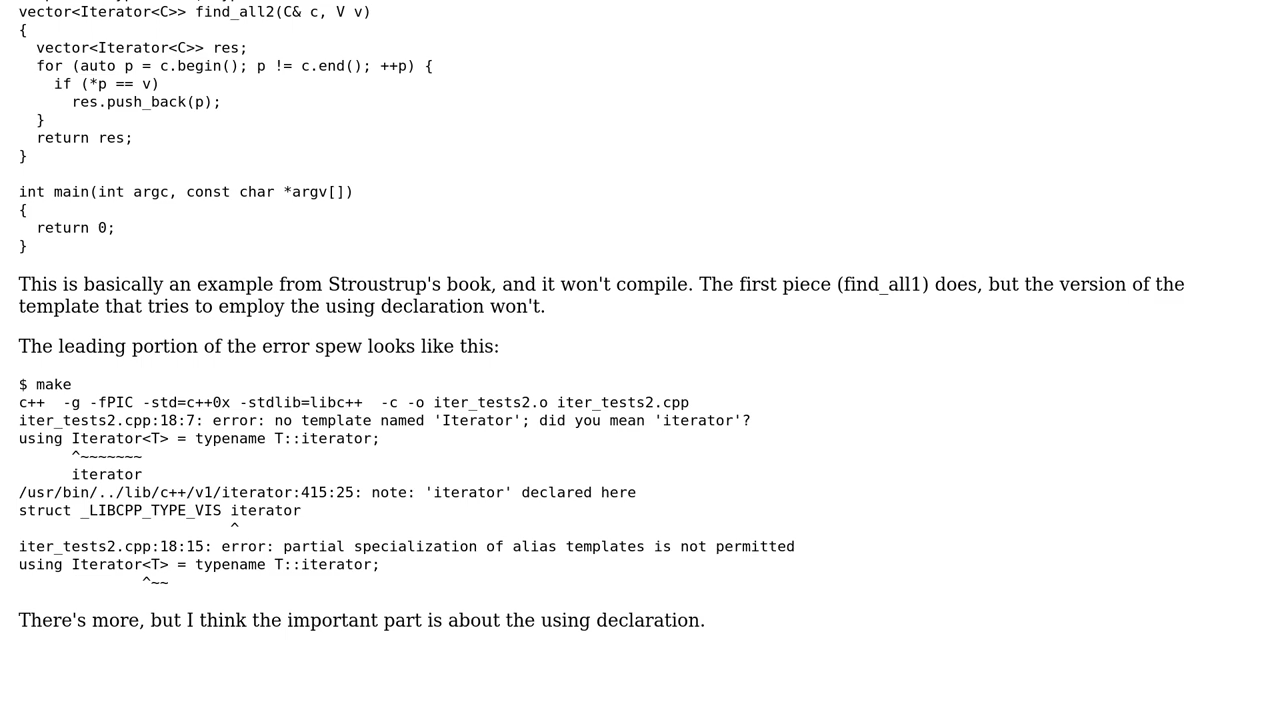 vector<Iterator<C>> find_all2(C& c, V v)
{
  vector<Iterator<C>> res;
  for (auto p = c.begin(); p != c.end(); ++p) {
    if (*p == v)
      res.push_back(p);
  }
  return res;
}

int main(int argc, const char *argv[])
{
  return 0;
}
This is basically an example from Stroustrup's book, and it won't compile. The first piece (find_all1) does, but the version of the
template that tries to employ the using declaration won't.
The leading portion of the error spew looks like this:
$ make
c++  -g -fPIC -std=c++0x -stdlib=libc++  -c -o iter_tests2.o iter_tests2.cpp
iter_tests2.cpp:18:7: error: no template named 'Iterator'; did you mean 'iterator'?
using Iterator<T> = typename T::iterator;
      ^~~~~~~~
      iterator
/usr/bin/../lib/c++/v1/iterator:415:25: note: 'iterator' declared here
struct _LIBCPP_TYPE_VIS iterator
                        ^
iter_tests2.cpp:18:15: error: partial specialization of alias templates is not permitted
using Iterator<T> = typename T::iterator;
              ^~~
There's more, but I think the important part is about the using declaration.